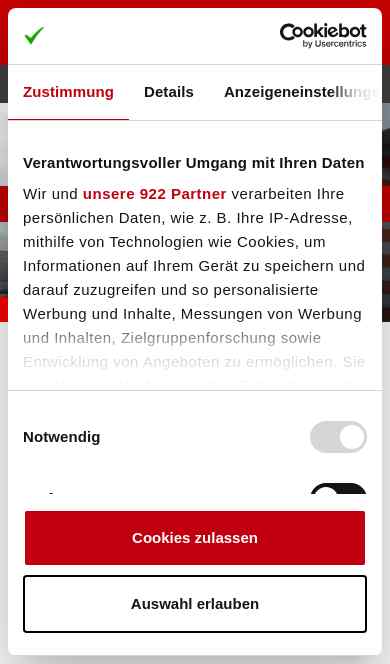 Cookiebot
by Usercentrics
Zustimmung Details
Verantwortungsvoller Umgang mit Ihren Daten
Wir und unsere 922 Partner verarbeiten Ihre
persönlichen Daten, wie z. B. Ihre IP-Adresse,
mithilfe von Technologien wie Cookies, um
Informationen auf Ihrem Gerät zu speichern und
darauf zuzugreifen und so personalisierte
Werbung und Inhalte, Messungen von Werbung
und Inhalten, Zielgruppenforschung sowie
Entwicklung von Angeboten zu ermöglichen. Sie
Notwendig
Cookies zulassen
Auswahl erlauben